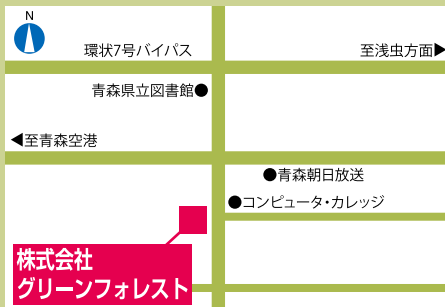 N
環状7号バイパス
至浅虫方面▶
青森県立図書館●
◀至青森空港
●青森朝日放送
●コンピュータ・カレッジ
株式会社
グリーンフォレスト